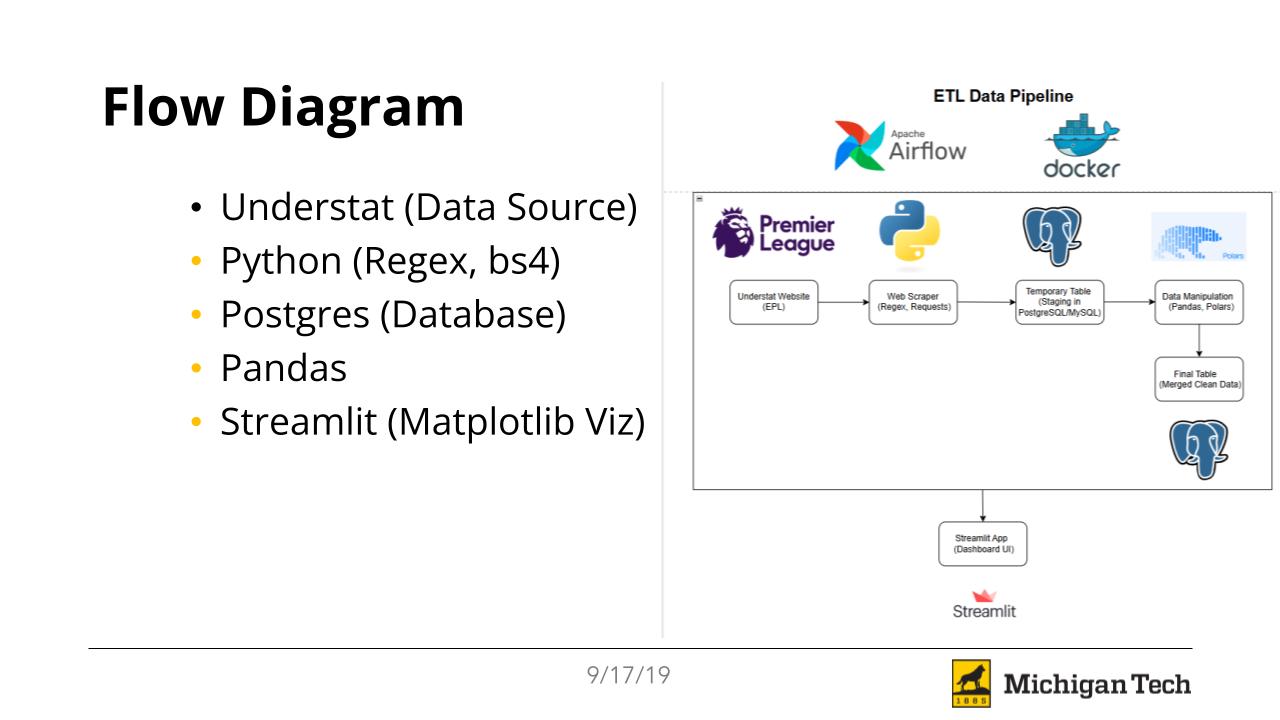 Flow Diagram
• Understat (Data Source)
• Python (Regex, bs4)
• Postgres (Database)
• Pandas
• Streamlit (Matplotlib Viz)
ETL Data Pipeline
Apache
Airflow
docker
Premier
League
Polars
Understat Website
(EPL)
Web Scraper
(Regex, Requests)
Temporary Table
(Staging in
PostgreSQL/MySQL)
Data Manipulation
(Pandas, Polars)
Final Table
(Merged Clean Data)
Streamlit App
(Dashboard UI)
Streamlit
9/17/19
1885
Michigan Tech